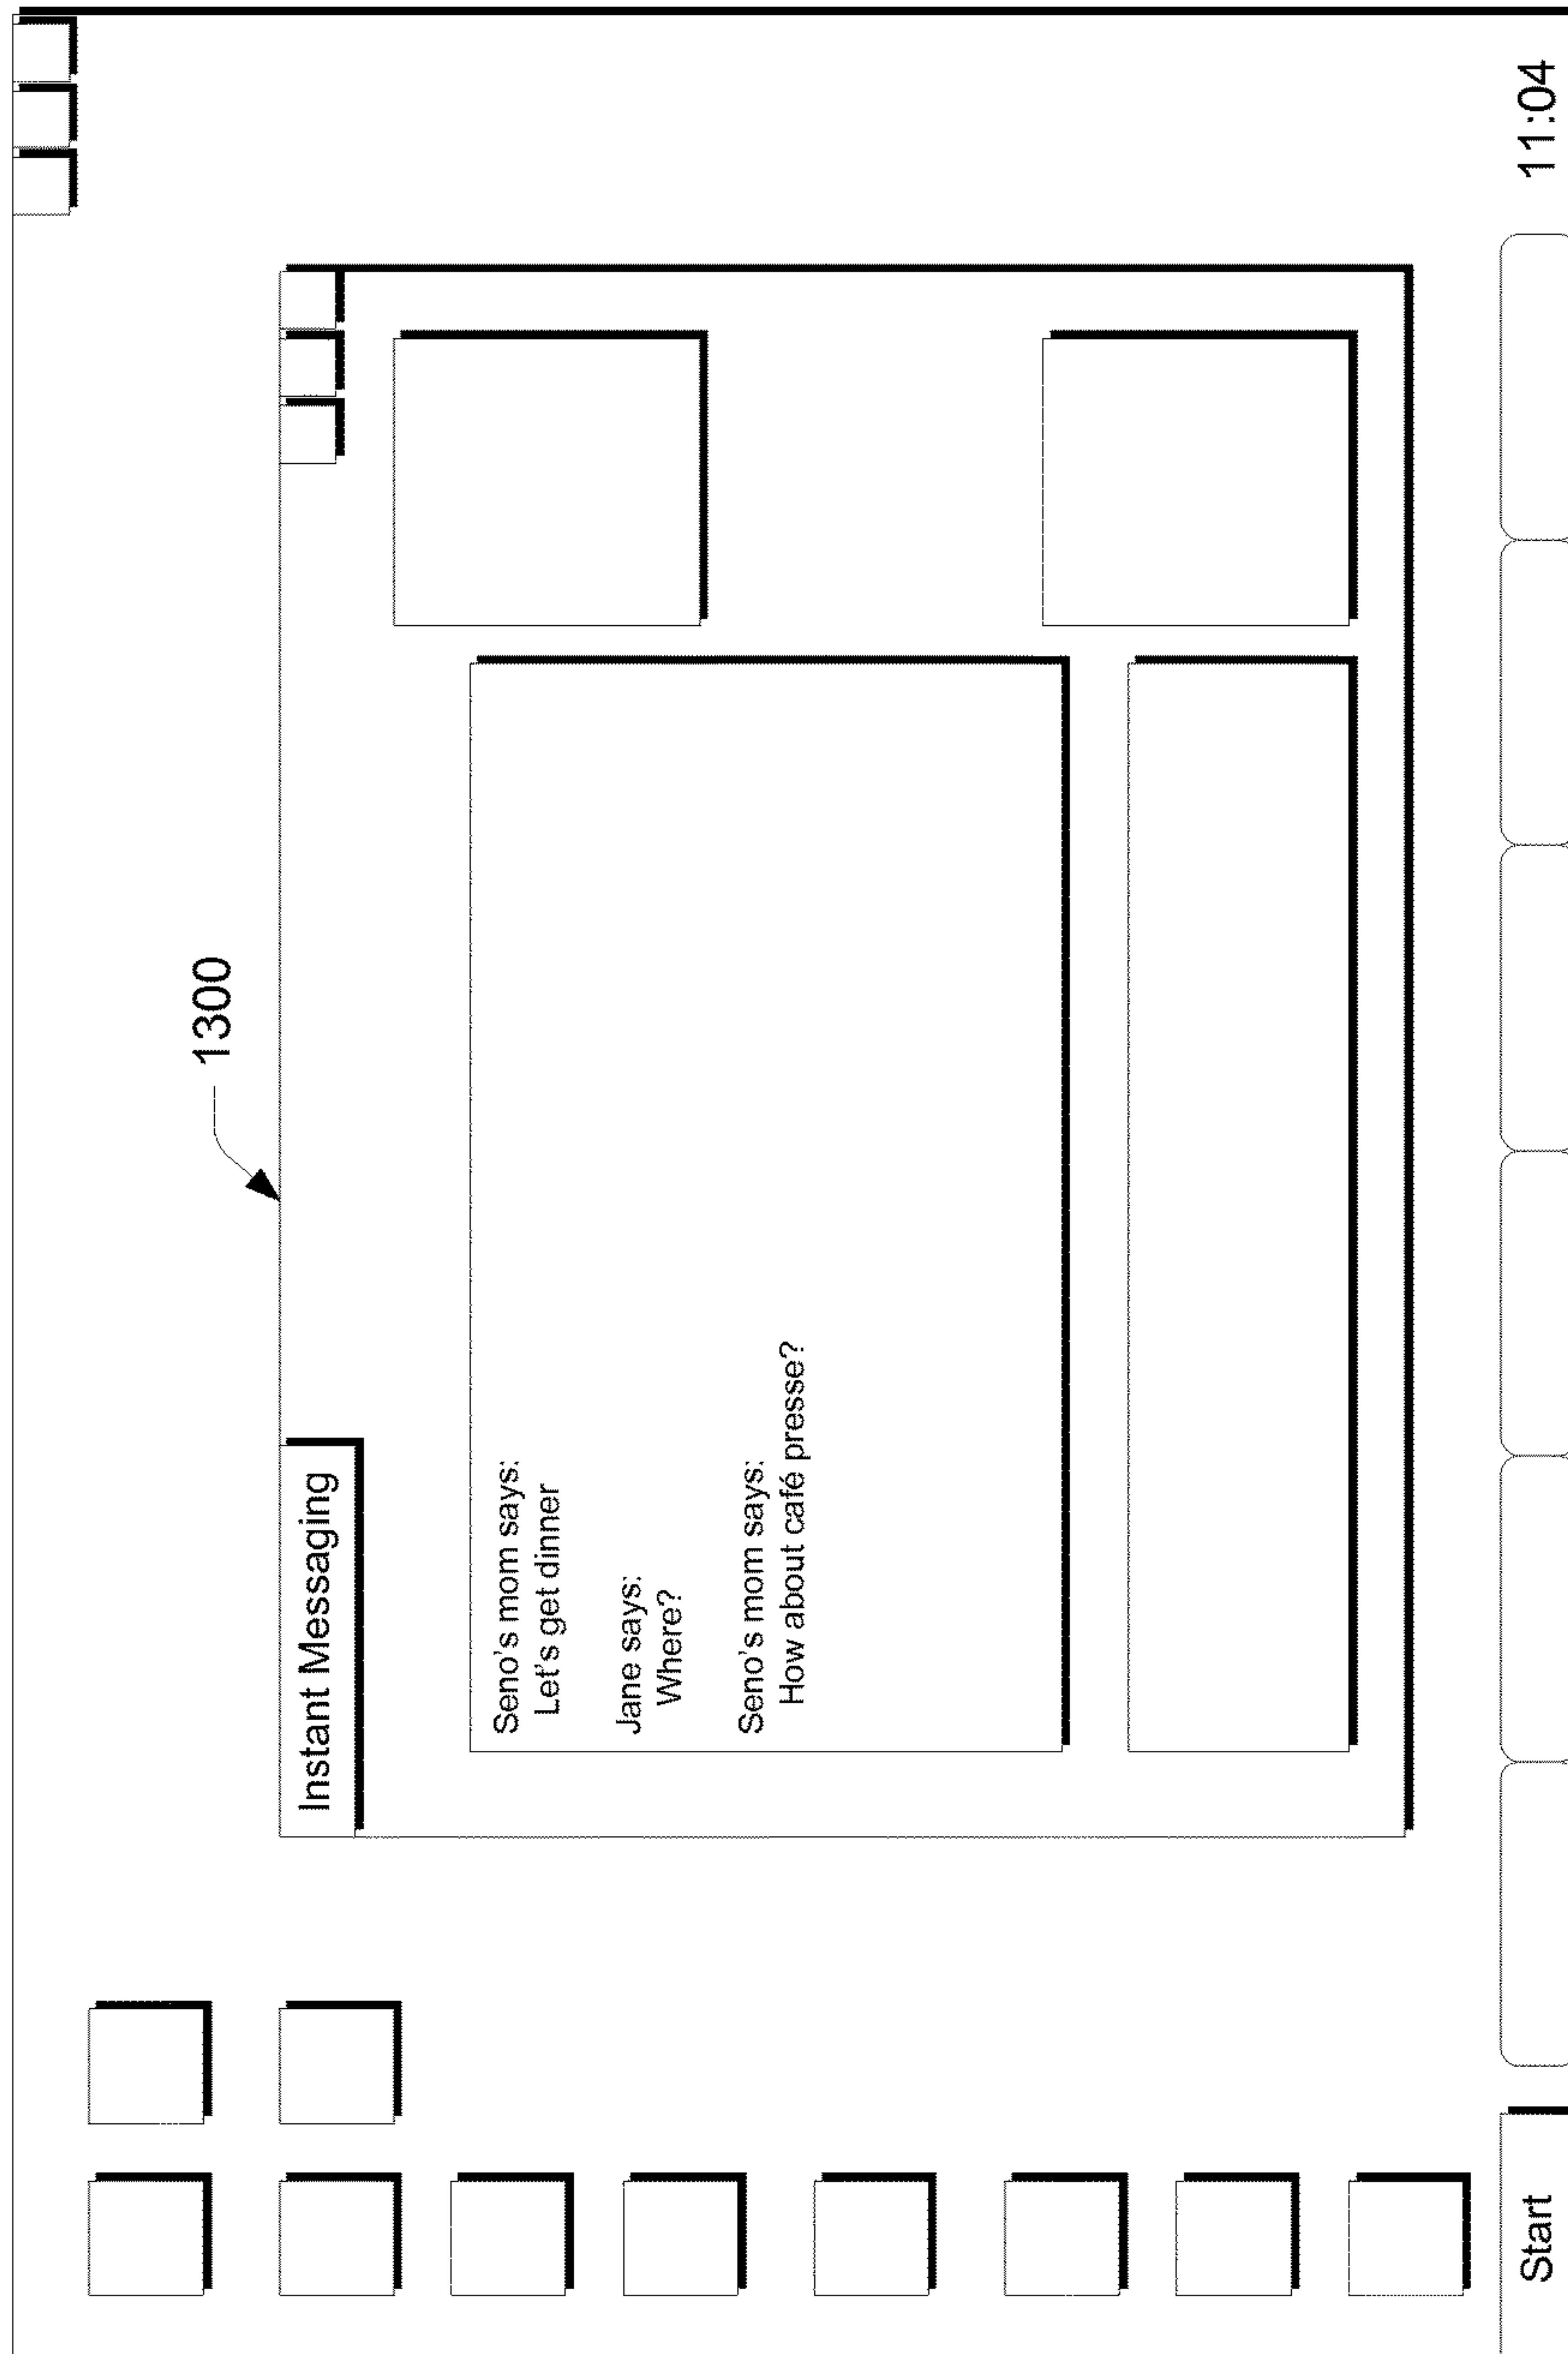 1300
Instant Messaging
Seno's mom says:
Let's get dinner
Jane says:
Where?
Seno's mom says:
How about café presse?
Start
11:04